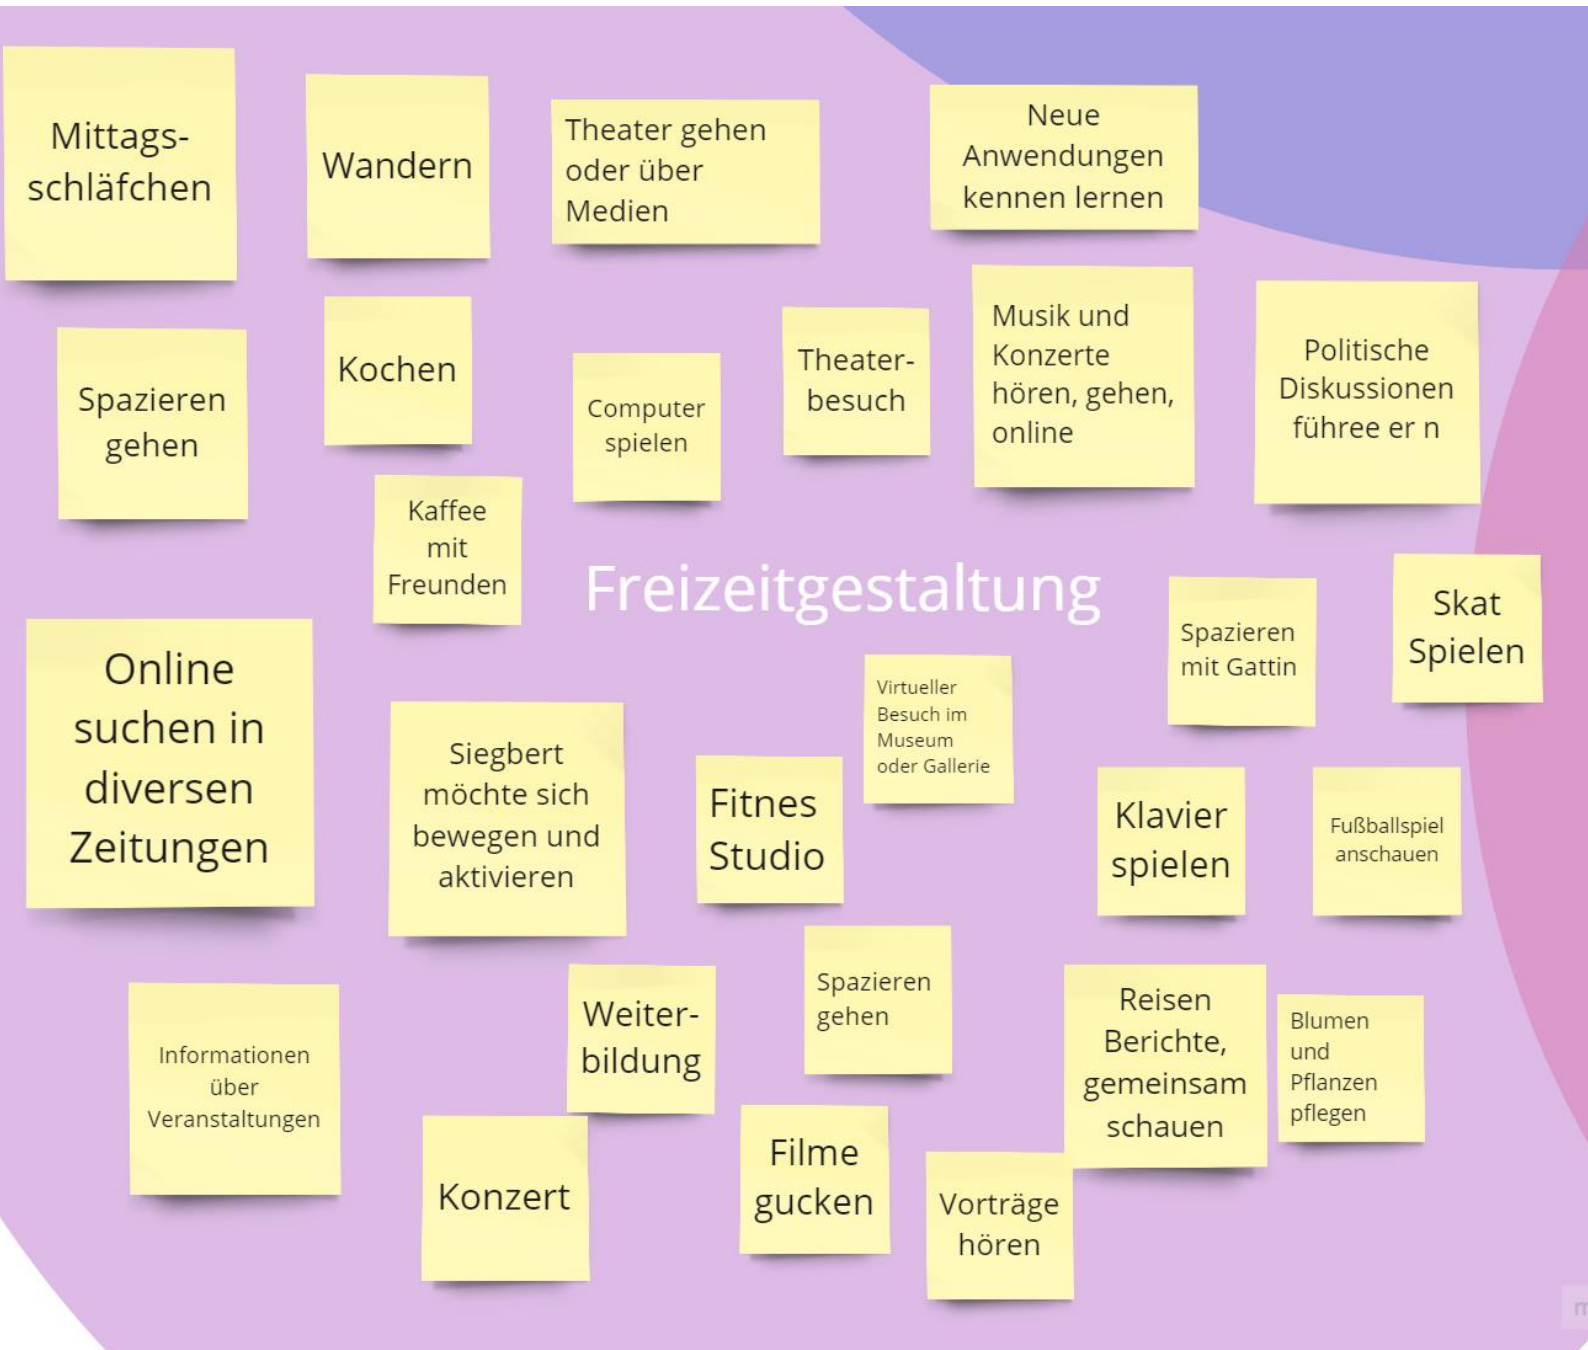 Mittags-
schläfchen
Wandern
Theater gehen
oder über
Medien
Neue
Anwendungen
kennen lernen
Spazieren
gehen
Kochen
Computer
spielen
Theater-
besuch
Musik und
Konzerte
hören, gehen,
online
Politische
Diskussionen
führee er n
Kaffee
mit
Freunden
Freizeitgestaltung
Spazieren
mit Gattin
Skat
Spielen
Online
suchen in
diversen
Zeitungen
Siegbert
möchte sich
bewegen und
aktivieren
Fitnes
Studio
Virtueller
Besuch im
Museum
oder Gallerie
Klavier
spielen
Fußballspiel
anschauen
Informationen
über
Veranstaltungen
Weiter-
bildung
Spazieren
gehen
Reisen
Berichte,
gemeinsam
schauen
Blumen
und
Pflanzen
pflegen
Konzert
Filme
gucken
Vorträge
hören